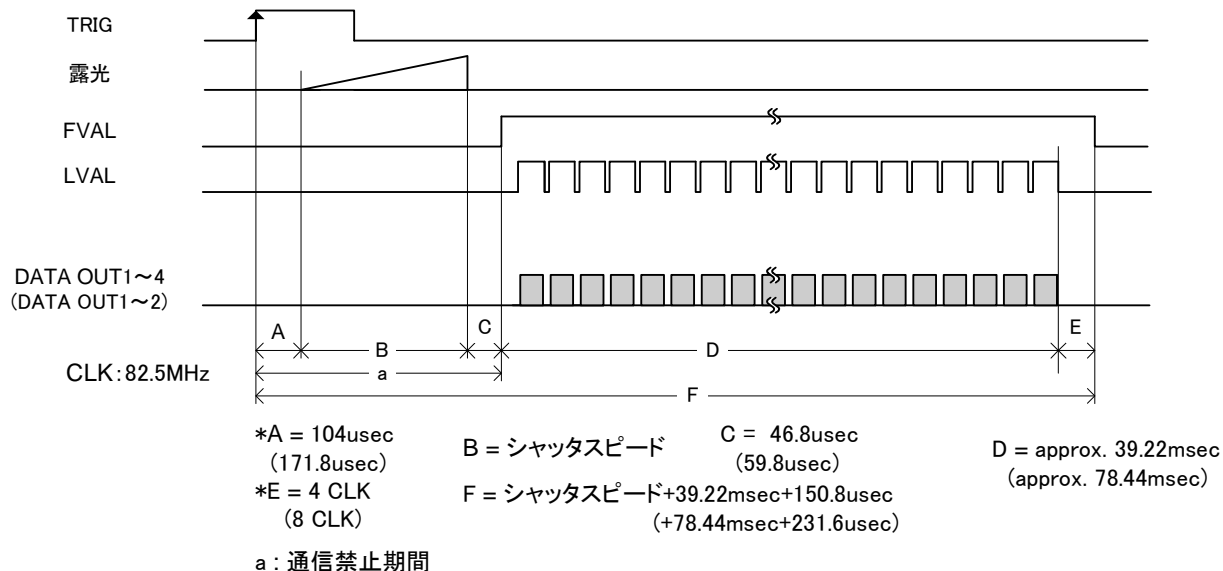 TRIG
露光
FVAL
LVAL
DATA OUT1～4
(DATA OUT1～2)
A
B
C
D
E
CLK：82.5MHz
a
F
*A = 104usec
(171.8usec)
B = シャッタスピード
C = 46.8usec
(59.8usec)
D = approx. 39.22msec
(approx. 78.44msec)
*E = 4 CLK
(8 CLK)
F = シャッタスピード+39.22msec+150.8usec
(+78.44msec+231.6usec)
a : 通信禁止期間